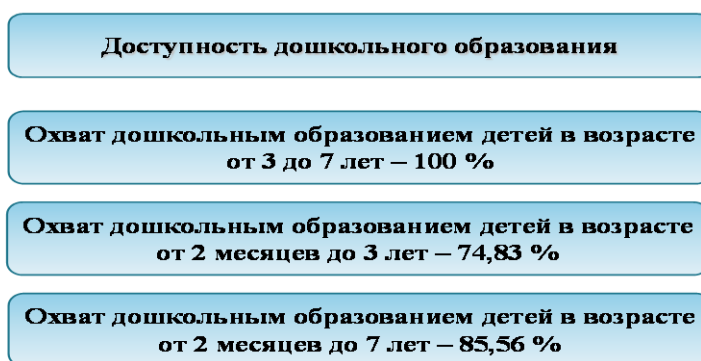 Доступность дошкольного образования
Охват дошкольным образованием детей в возрасте
от 3 до 7 лет – 100 %
Охват дошкольным образованием детей в возрасте
от 2 месяцев до 3 лет – 74,83 %
Охват дошкольным образованием детей в возрасте
от 2 месяцев до 7 лет – 85,56 %